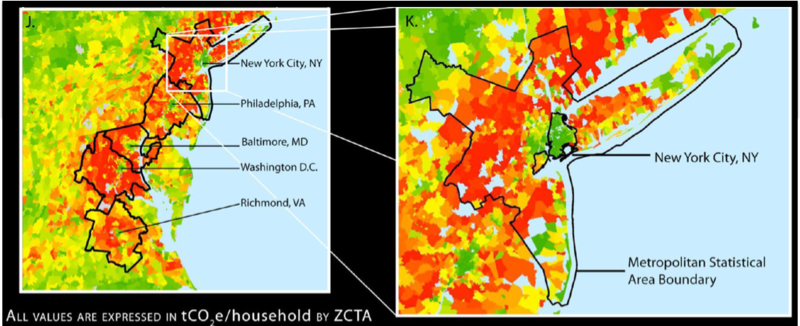 J.
New York City, NY
Philadelphia, PA
Baltimore, MD
Washington D.C.
Richmond, VA
K.
New York City, NY
Metropolitan Statistical
Area Boundary
ALL VALUES ARE EXPRESSED IN tCO₂e/HOUSEHOLD BY ZCTA